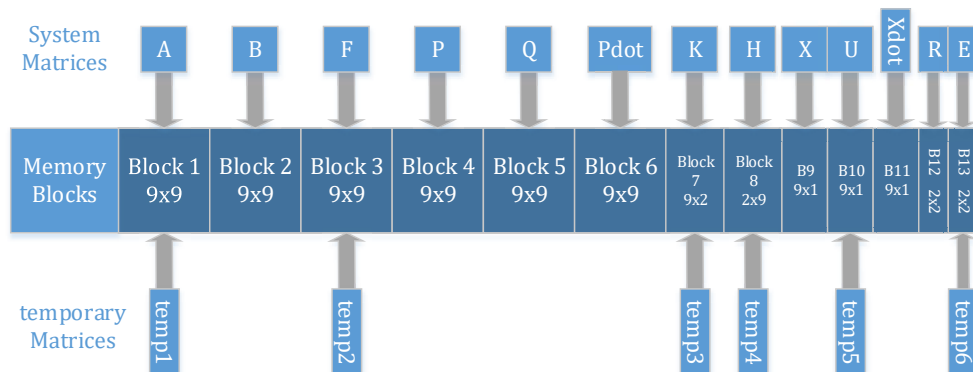 System
Matrices
A
B
F
P
Q
Pdot
K
H
X
U
Xdot
R
E
Memory
Blocks
Block 1
9x9
Block 2
9x9
Block 3
9x9
Block 4
9x9
Block 5
9x9
Block 6
9x9
Block
7
9x2
Block
8
2x9
B9
9x1
B10
9x1
B11
9x1
B12 2x2
B13 2x2
temporary
Matrices
temp1
temp2
temp3
temp4
temp5
temp6